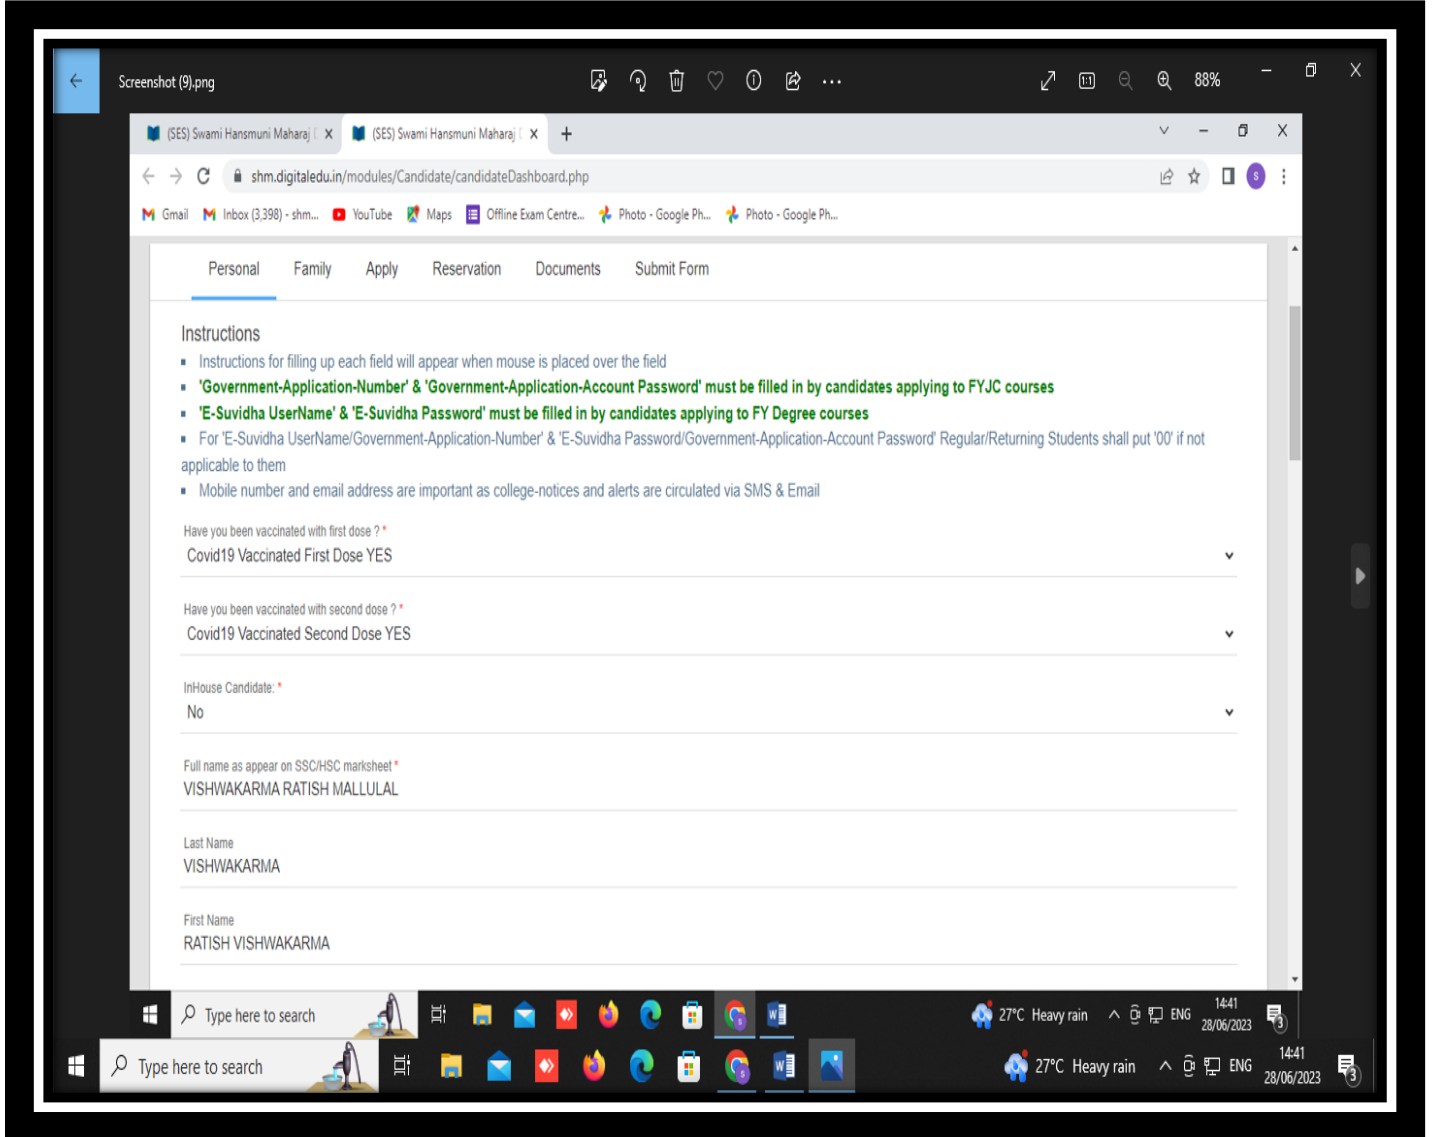 Screenshot (9).png
88%
(SES) Swami Hansmuni Maharaj
(SES) Swami Hansmuni Maharaj
shm.digitaledu.in/modules/Candidate/candidateDashboard.php
S
Gmail Inbox (3,398) - shm... YouTube Maps Offline Exam Centre... Photo - Google Ph... Photo - Google Ph...
Personal Family Apply Reservation Documents Submit Form
Instructions
Instructions for filling up each field will appear when mouse is placed over the field
'Government-Application-Number' & 'Government-Application-Account Password' must be filled in by candidates applying to FYJC courses
'E-Suvidha UserName' & 'E-Suvidha Password' must be filled in by candidates applying to FY Degree courses
For 'E-Suvidha UserName/Government-Application-Number' & 'E-Suvidha Password/Government-Application-Account Password' Regular/Returning Students shall put '00' if not
applicable to them
Mobile number and email address are important as college-notices and alerts are circulated via SMS & Email
Have you been vaccinated with first dose ? *
Covid19 Vaccinated First Dose YES
Have you been vaccinated with second dose ? *
Covid19 Vaccinated Second Dose YES
InHouse Candidate: *
No
Full name as appear on SSC/HSC marksheet *
VISHWAKARMA RATISH MALLULAL
Last Name
VISHWAKARMA
First Name
RATISH VISHWAKARMA
Type here to search
27°C Heavy rain
ENG
14:41
28/06/2023
3
Type here to search
27°C Heavy rain
ENG
14:41
28/06/2023
3